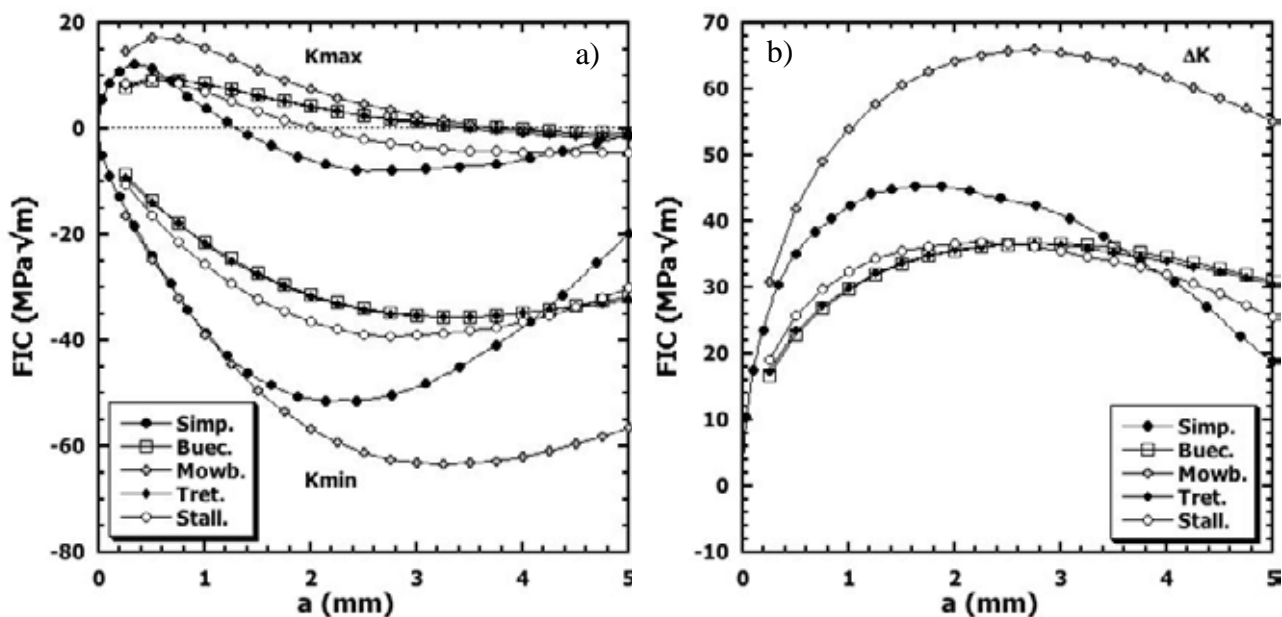 20
0
-20
-40
-60
-80
FIC (MPa√m)
Kmax
a)
Kmin
Simp.
Buec.
Mowb.
Tret.
Stall.
0 1 2 3 4 5
a (mm)
70
60
50
40
30
20
10
0
-10
FIC (MPa√m)
b)
ΔK
Simp.
Buec.
Mowb.
Tret.
Stall.
0 1 2 3 4 5
a (mm)